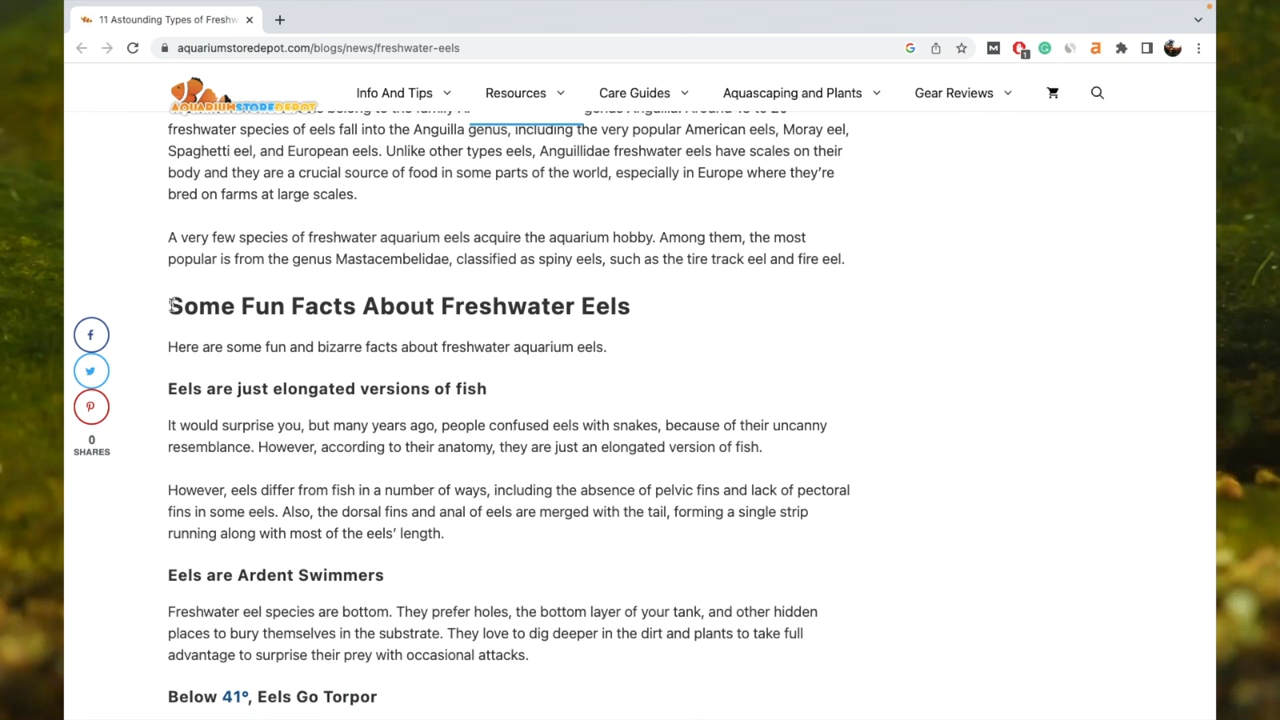 11 Astounding Types of Freshw
aquariumstoredepot.com/blogs/news/freshwater-eels
1
AQUARIUMSTOREDEPOT
Info And Tips
Resources
Care Guides
Aquascaping and Plants
Gear Reviews
belong to the family
freshwater species of eels fall into the Anguilla genus, including the very popular American eels, Moray eel,
Spaghetti eel, and European eels. Unlike other types eels, Anguillidae freshwater eels have scales on their
body and they are a crucial source of food in some parts of the world, especially in Europe where they're
bred on farms at large scales.
A very few species of freshwater aquarium eels acquire the aquarium hobby. Among them, the most
popular is from the genus Mastacembelidae, classified as spiny eels, such as the tire track eel and fire eel.
Some Fun Facts About Freshwater Eels
Here are some fun and bizarre facts about freshwater aquarium eels.
Eels are just elongated versions of fish
It would surprise you, but many years ago, people confused eels with snakes, because of their uncanny
resemblance. However, according to their anatomy, they are just an elongated version of fish.
0
SHARES
However, eels differ from fish in a number of ways, including the absence of pelvic fins and lack of pectoral
fins in some eels. Also, the dorsal fins and anal of eels are merged with the tail, forming a single strip
running along with most of the eels' length.
Eels are Ardent Swimmers
Freshwater eel species are bottom. They prefer holes, the bottom layer of your tank, and other hidden
places to bury themselves in the substrate. They love to dig deeper in the dirt and plants to take full
advantage to surprise their prey with occasional attacks.
Below 41°, Eels Go Torpor